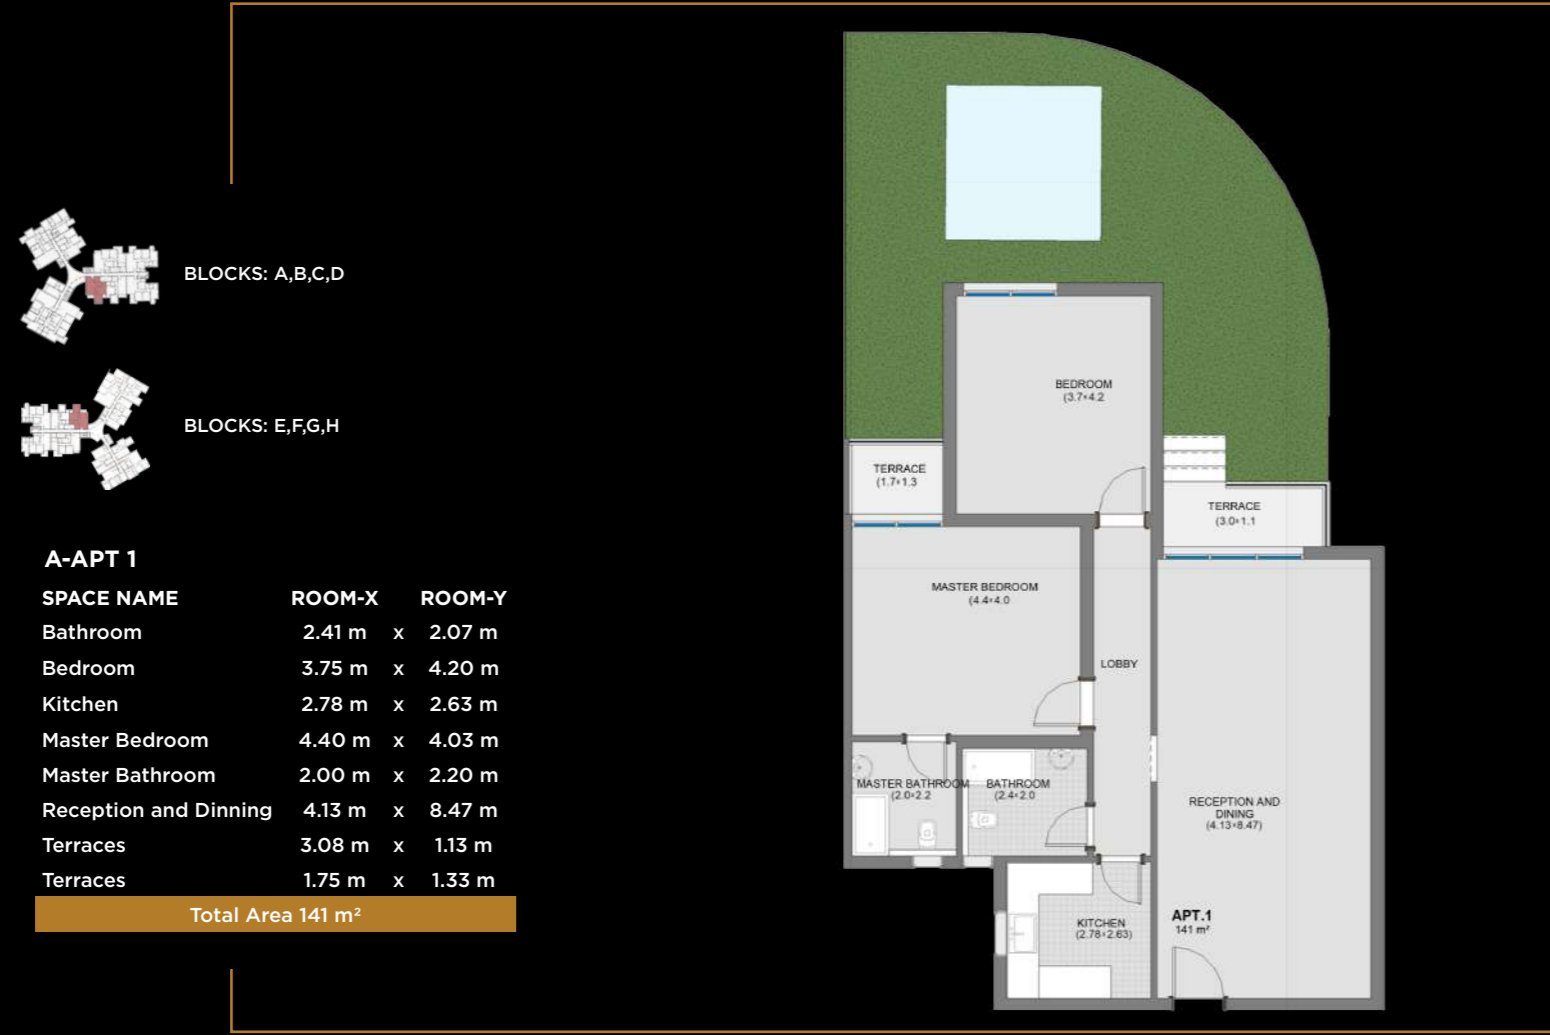 BLOCKS: A,B,C,D
BLOCKS: E,F,G,H
A-APT 1
SPACE NAME ROOM-X ROOM-Y
Bathroom 2.41 m x 2.07 m
Bedroom 3.75 m x 4.20 m
Kitchen 2.78 m x 2.63 m
Master Bedroom 4.40 m x 4.03 m
Master Bathroom 2.00 m x 2.20 m
Reception and Dinning 4.13 m x 8.47 m
Terraces 3.08 m x 1.13 m
Terraces 1.75 m x 1.33 m
Total Area 141 m²
BEDROOM
(3.7×4.2
TERRACE
(1.7×1.3
TERRACE
(3.0×1.1
MASTER BEDROOM
(4.4×4.0
LOBBY
MASTER BATHROOM
(2.0×2.2
BATHROOM
(2.4×2.0
RECEPTION AND
DINING
(4.13×8.47)
KITCHEN
(2.78×2.63)
APT.1
141 m²